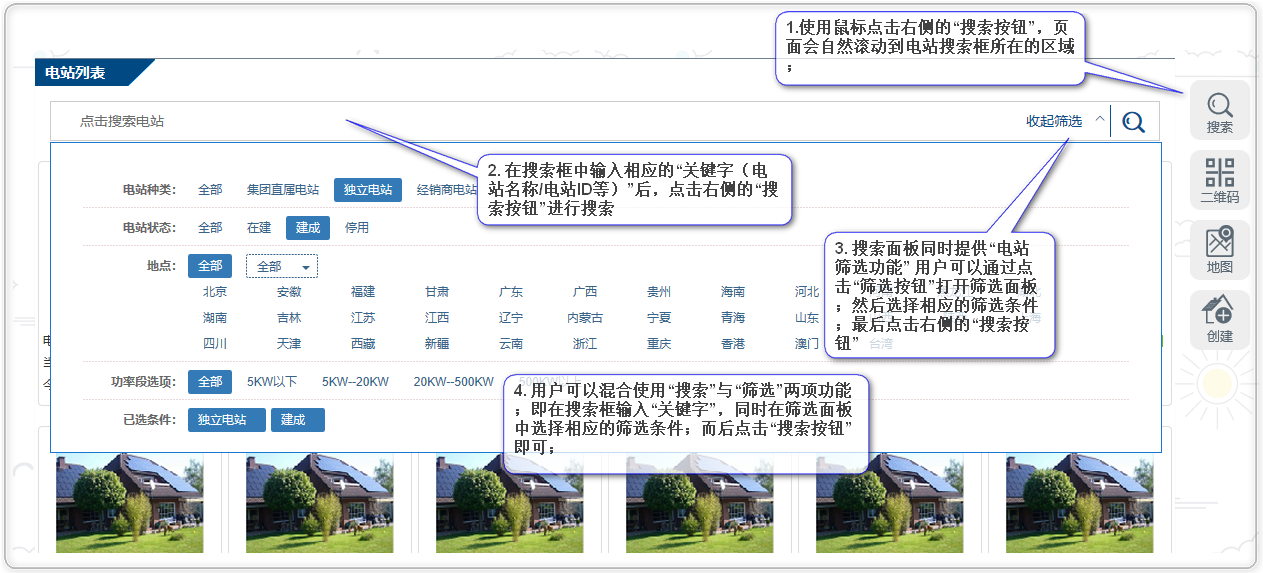 1.使用鼠标点击右侧的“搜索按钮”，页
面会自然滚动到电站搜索框所在的区域
；
电站列表
点击搜索电站
收起筛选
搜索
2. 在搜索框中输入相应的“关键字（电
站名称/电站ID等）”后，点击右侧的“搜
索按钮”进行搜索
电站种类： 全部 集团直属电站 独立电站 经销商电站
二维码
电站状态： 全部 在建 建成 停用
3. 搜索面板同时提供“电站
筛选功能” 用户可以通过点
击“筛选按钮”打开筛选面板
；然后选择相应的筛选条件
；最后点击右侧的“搜索按
钮”
地点： 全部 全部
地图
北京 安徽 福建 甘肃 广东 广西 贵州 海南 河北
湖南 吉林 江苏 江西 辽宁 内蒙古 宁夏 青海 山东
四川 天津 西藏 新疆 云南 浙江 重庆 香港 澳门 台湾
创建
功率段选项： 全部 5KW以下 5KW--20KW 20KW--500KW 500KW以上
4. 用户可以混合使用“搜索”与“筛选”两项功能
；即在搜索框输入“关键字”，同时在筛选面板
中选择相应的筛选条件；而后点击“搜索按钮”
即可；
已选条件： 独立电站 建成